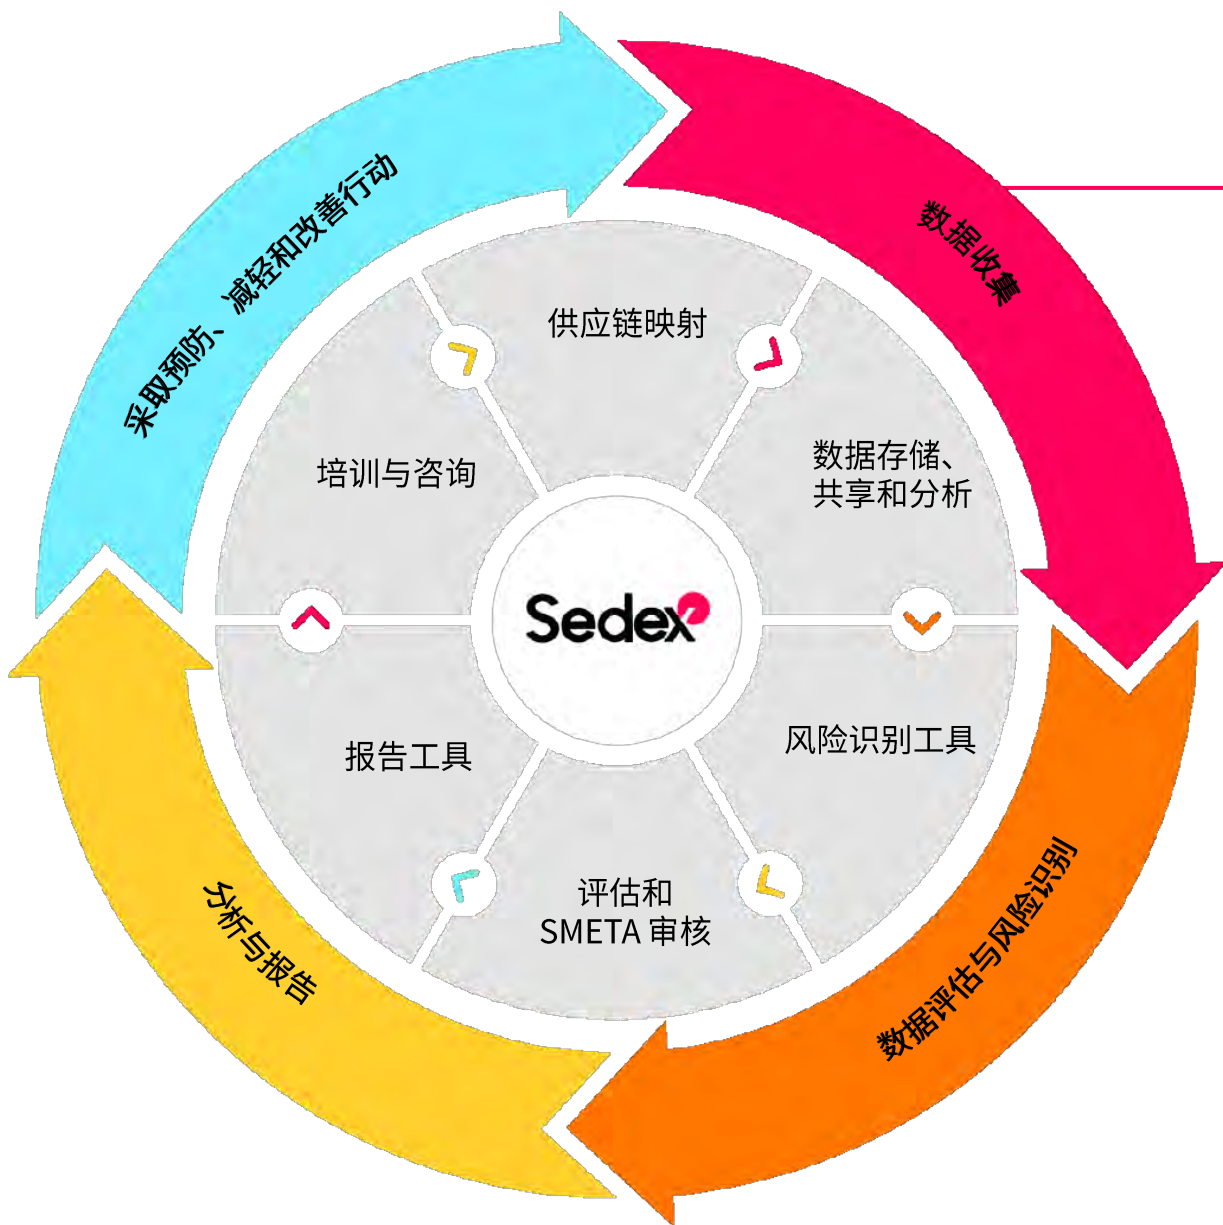 采取预防、减轻和改善行动
数据收集
供应链映射
培训与咨询
数据存储、
共享和分析
Sedex
报告工具
风险识别工具
评估和
SMETA 审核
分析与报告
数据评估与风险识别